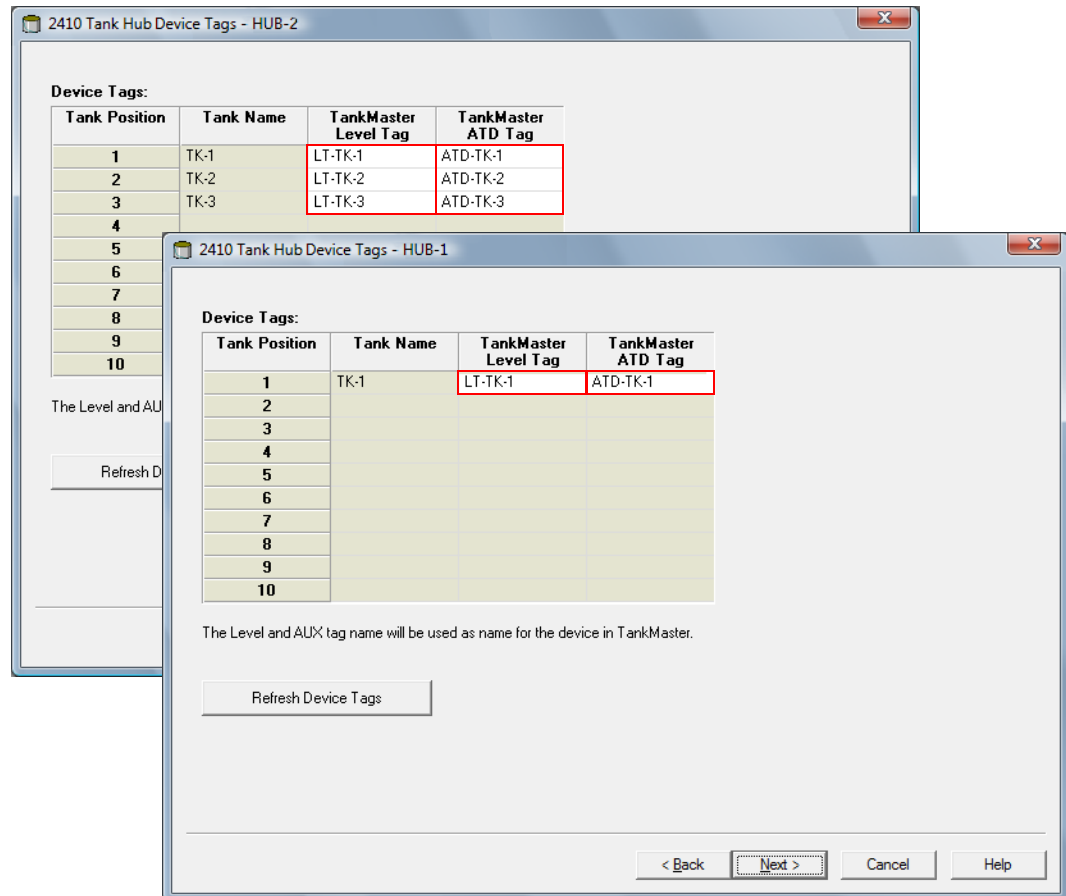 2410 Tank Hub Device Tags - HUB-2
Device Tags:
Tank Position Tank Name TankMaster Level Tag TankMaster ATD Tag
1 TK-1 LT-TK-1 ATD-TK-1
2 TK-2 LT-TK-2 ATD-TK-2
3 TK-3 LT-TK-3 ATD-TK-3
4
5
6
7
8
9
10
The Level and AU
Refresh D
2410 Tank Hub Device Tags - HUB-1
Device Tags:
Tank Position Tank Name TankMaster Level Tag TankMaster ATD Tag
1 TK-1 LT-TK-1 ATD-TK-1
2
3
4
5
6
7
8
9
10
The Level and AUX tag name will be used as name for the device in TankMaster.
Refresh Device Tags
< Back Next > Cancel Help